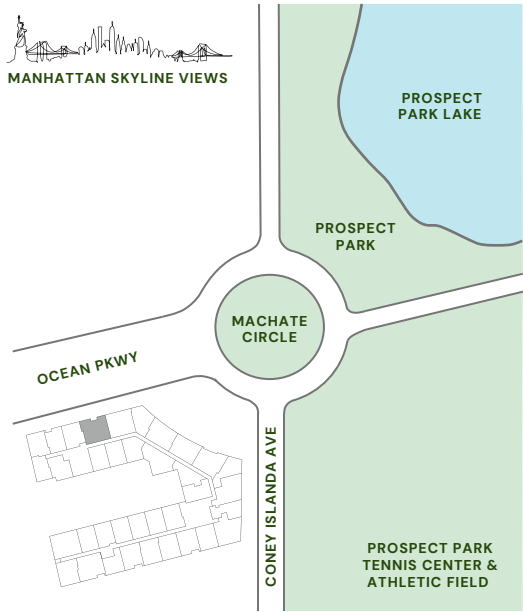 MANHATTAN SKYLINE VIEWS
PROSPECT
PARK LAKE
PROSPECT
PARK
MACHATE
CIRCLE
OCEAN PKWY
CONEY ISLANDA AVE
PROSPECT PARK
TENNIS CENTER &
ATHLETIC FIELD